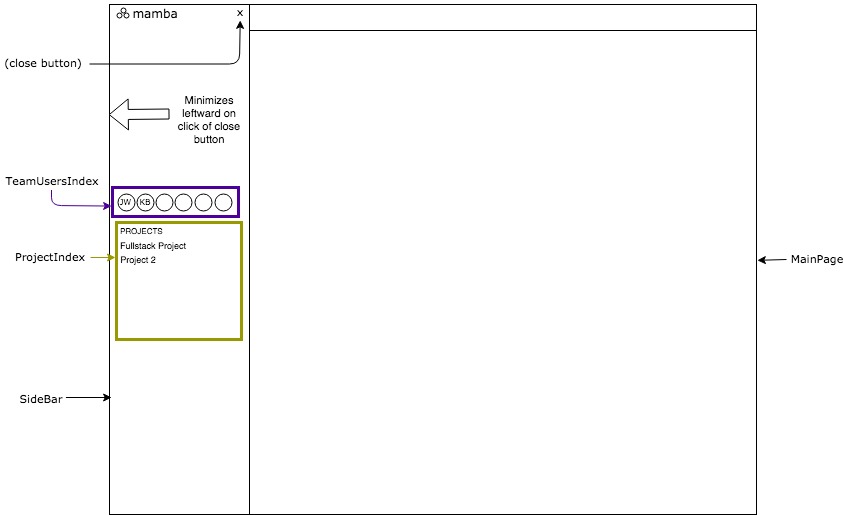 mamba
x
(close button)
Minimizes
leftward on
click of close
button
TeamUsersIndex
JW
KB
PROJECTS
Fullstack Project
ProjectIndex
Project 2
MainPage
SideBar